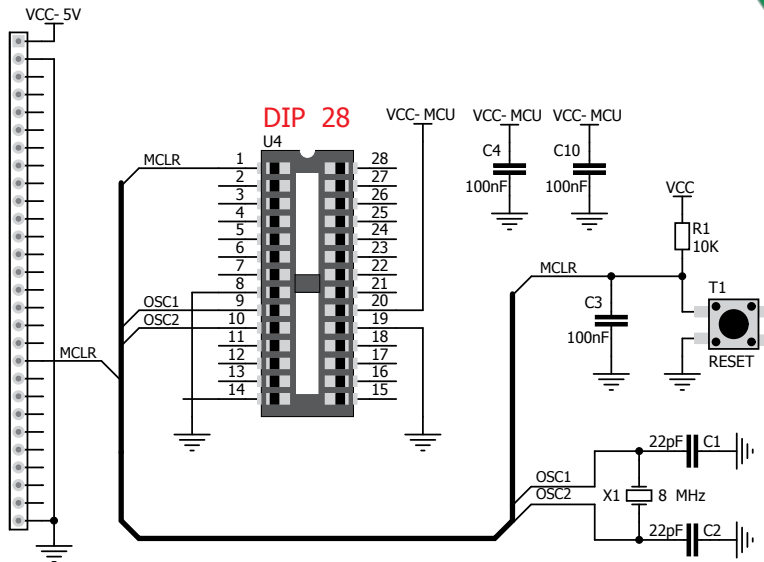 VCC- 5V
DIP 28
U4
VCC- MCU
VCC- MCU
VCC- MCU
C4
100nF
C10
100nF
VCC
R1
10K
MCLR
1
2
3
4
5
6
7
8
9
10
11
12
13
14
28
27
26
25
24
23
22
21
20
19
18
17
16
15
OSC1
OSC2
MCLR
MCLR
C3
100nF
T1
RESET
22pF C1
OSC1
OSC2
X1
8 MHz
22pF C2